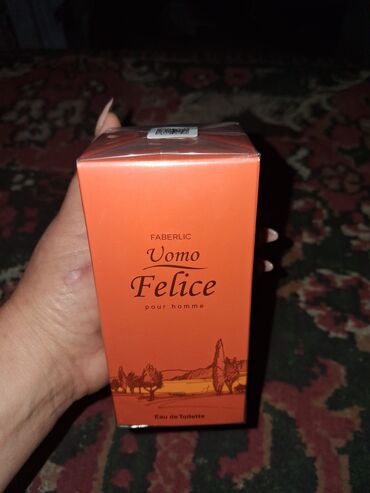 FABERLIC
Uomo
Felice
pour homme
Eau de Toilette